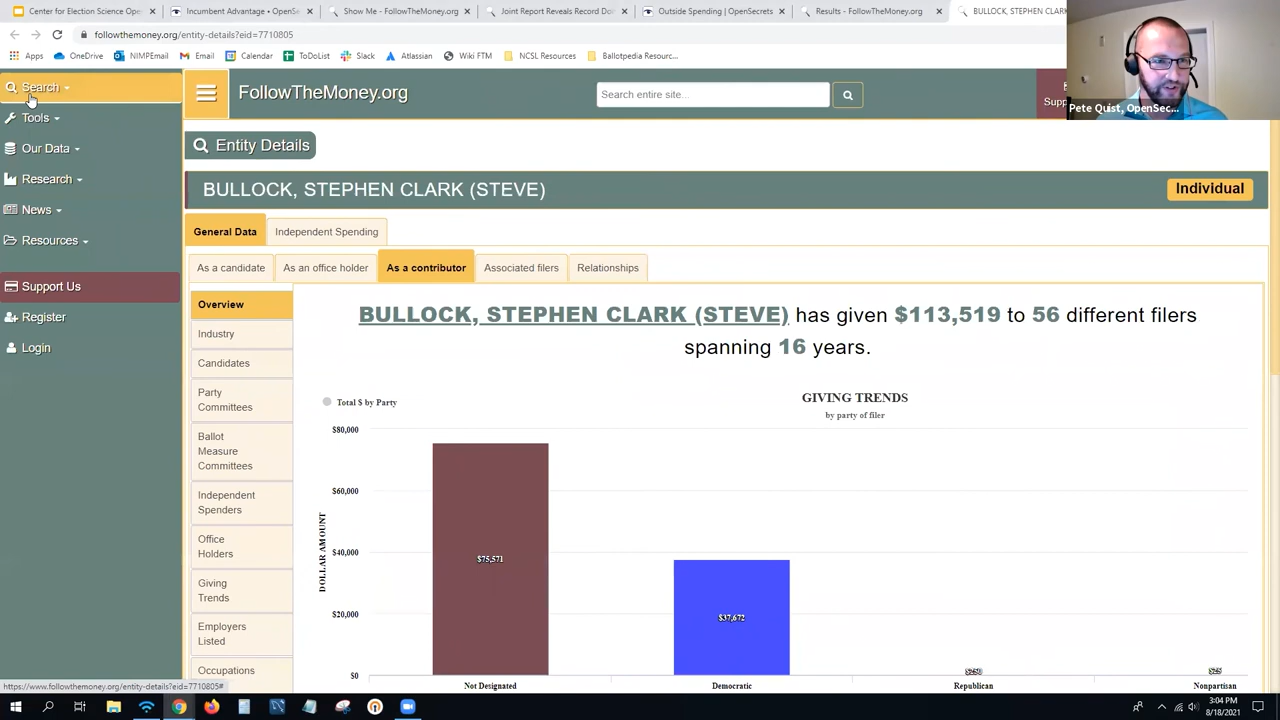 Center for Election Science Ope
Incumbent Advantage • OpenSe
Show Me - FollowTheMoney.org
Joint Report Reveals Record Do
Outside Spending | OpenSecrets
Results - FollowTheMoney.org
BULLOCK, STEPHEN CLARK
followthemoney.org/entity-details?eid=7710805
Apps
OneDrive
NIMPEmail
Email
Calendar
ToDoList
Slack
Atlassian
Wiki FTM
NCSL Resources
Ballotpedia Resourc...
Pete Quist, OpenSec...
Search
Tools
Our Data
Research
News
Resources
Support Us
Register
Login
FollowTheMoney.org
Search entire site...
Supp
Entity Details
BULLOCK, STEPHEN CLARK (STEVE)
Individual
General Data
Independent Spending
As a candidate
As an office holder
As a contributor
Associated filers
Relationships
Overview
Industry
Candidates
Party
Committees
Ballot
Measure
Committees
Independent
Spenders
Office
Holders
Giving
Trends
Employers
Listed
Occupations
BULLOCK, STEPHEN CLARK (STEVE) has given $113,519 to 56 different filers
spanning 16 years.
GIVING TRENDS
by party of filer
Total $ by Party
DOLLAR AMOUNT
$80,000
$60,000
$40,000
$20,000
$0
$75,571
$37,672
$250
$25
Not Designated
Democratic
Republican
Nonpartisan
https://www.followthemoney.org/entity-details?eid=7710805#
3:04 PM
8/18/2021